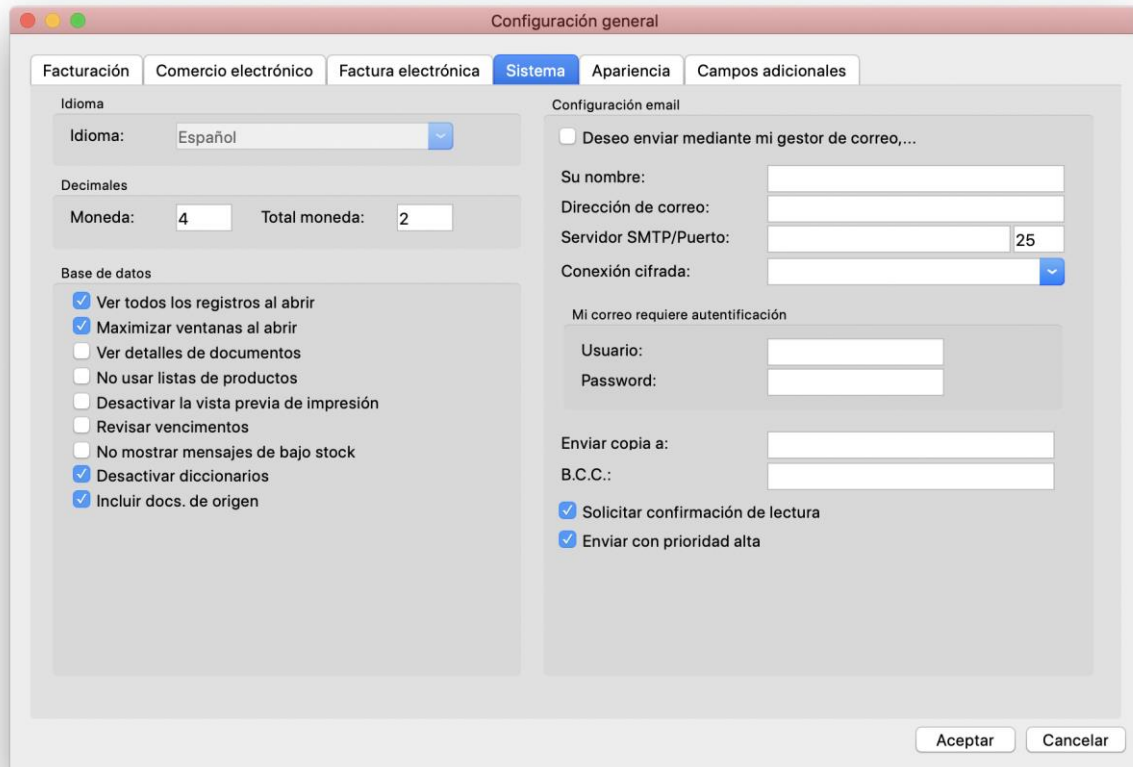 Configuración general
Facturación Comercio electrónico Factura electrónica Sistema Apariencia Campos adicionales
Idioma
Idioma: Español
Decimales
Moneda: 4 Total moneda: 2
Base de datos
Ver todos los registros al abrir
Maximizar ventanas al abrir
Ver detalles de documentos
No usar listas de productos
Desactivar la vista previa de impresión
Revisar vencimentos
No mostrar mensajes de bajo stock
Desactivar diccionarios
Incluir docs. de origen
Configuración email
Deseo enviar mediante mi gestor de correo,...
Su nombre:
Dirección de correo:
Servidor SMTP/Puerto: 25
Conexión cifrada:
Mi correo requiere autentificación
Usuario:
Password:
Enviar copia a:
B.C.C.:
Solicitar confirmación de lectura
Enviar con prioridad alta
Aceptar Cancelar